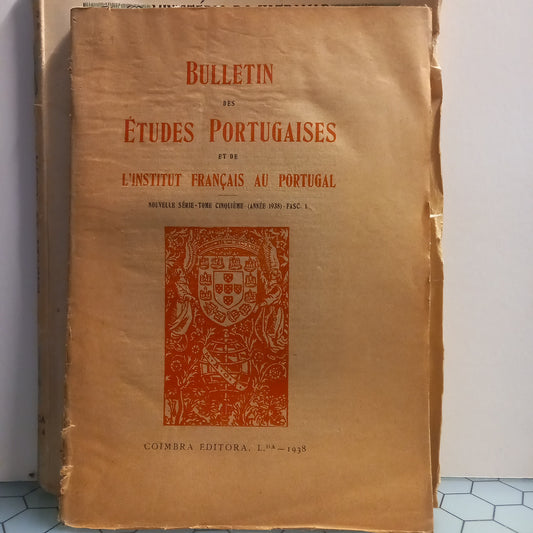 BULLETIN
DES
ÉTUDES PORTUGAISES
ET DE
L'INSTITUT FRANÇAIS AU PORTUGAL
NOUVELLE SÉRIE - TOME CINQUIÈME - (ANNÉE 1938) - FASC. 1.
COIMBRA EDITORA, L.DA — 1938